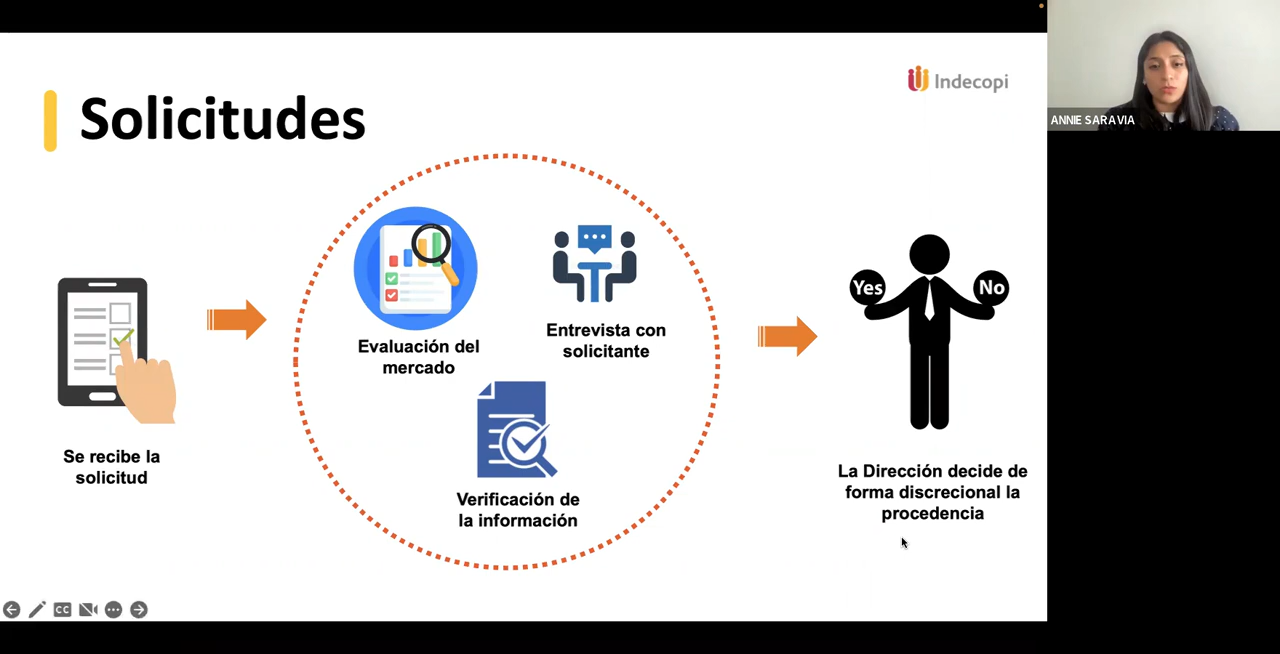 Indecopi
Solicitudes
ANNIE SARAVIA
Evaluación del
mercado
Entrevista con
solicitante
Verificación de
la información
Se recibe la
solicitud
Yes
No
La Dirección decide de
forma discrecional la
procedencia
CC